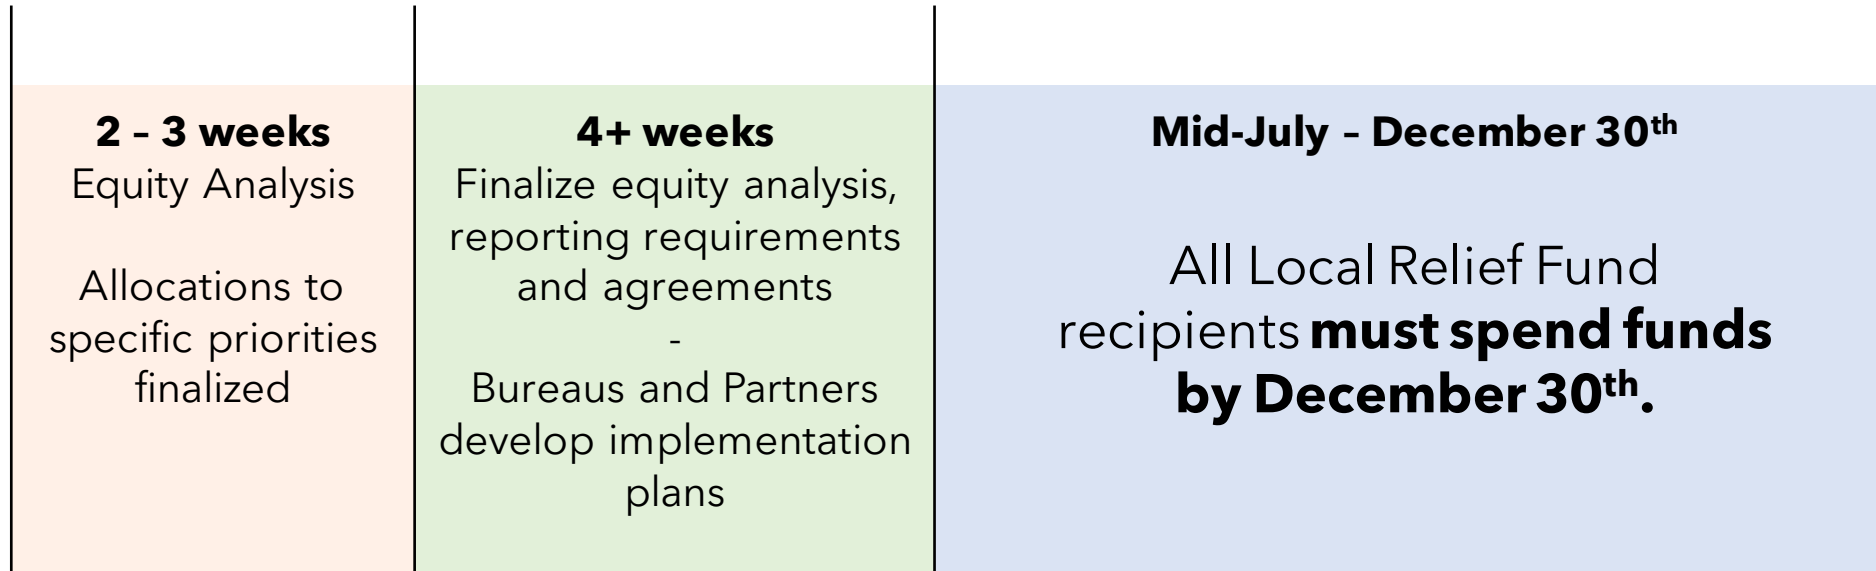 2 – 3 weeks
Equity Analysis
Allocations to
specific priorities
finalized
4+ weeks
Finalize equity analysis,
reporting requirements
and agreements
-
Bureaus and Partners
develop implementation
plans
Mid-July – December 30th
All Local Relief Fund
recipients must spend funds
by December 30th.